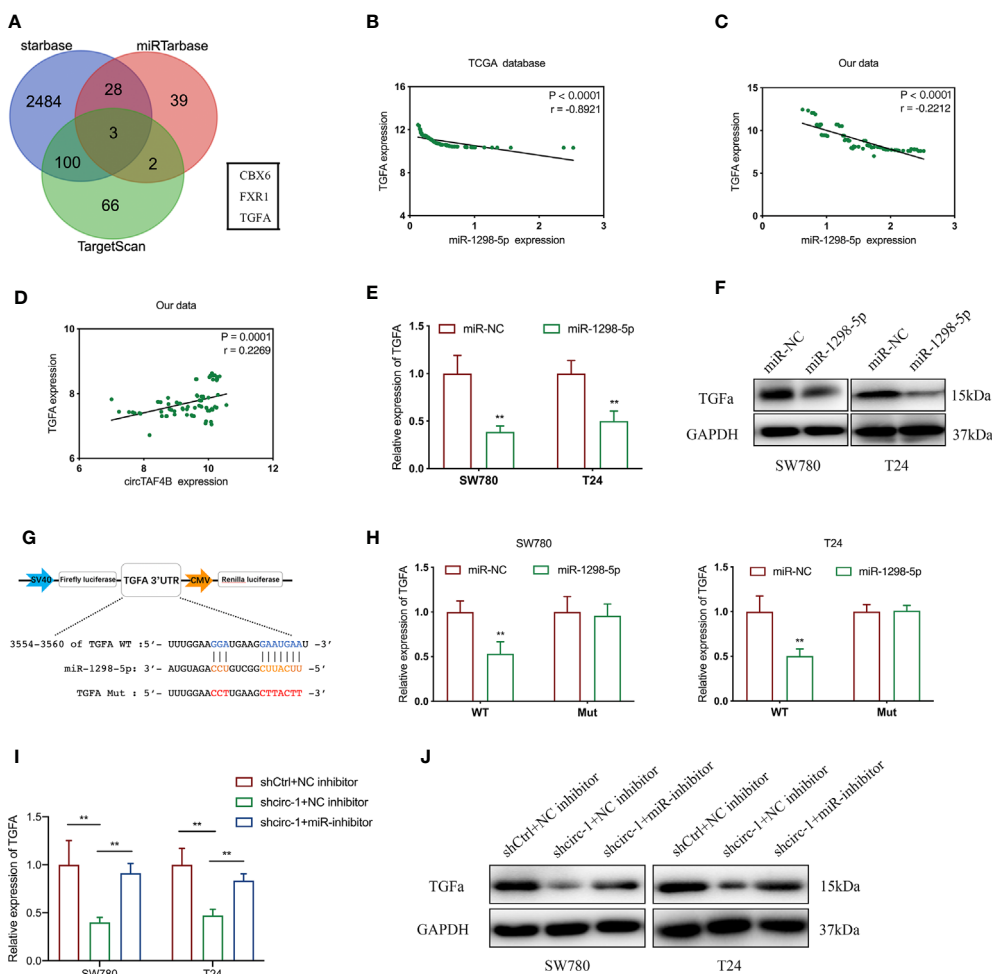 A
starbase
miRTarbase
2484
28
39
3
100
2
66
TargetScan
CBX6
FXR1
TGFA
B
TCGA database
P < 0.0001
r = -0.8921
TGFA expression
16
12
8
4
0
1
2
3
miR-1298-5p expression
C
Our data
P < 0.0001
r = -0.2212
TGFA expression
15
10
5
0
0
1
2
3
miR-1298-5p expression
D
Our data
P = 0.0001
r = 0.2269
TGFA expression
10
8
6
6
8
10
12
circTAF4B expression
E
miR-NC
miR-1298-5p
Relative expression of TGFA
1.5
1.0
0.5
0.0
**
**
SW780
T24
F
miR-NC
miR-1298-5p
miR-NC
miR-1298-5p
TGFa
15kDa
GAPDH
37kDa
SW780
T24
G
SV40
Firefly luciferase
TGFA 3'UTR
CMV
Renilla luciferase
3554-3560 of TGFA WT :5'- UUUGGAAGGAUGAAGGAAUGAAU -3'
miR-1298-5p: 3'- AUGUAGACCUGUCGGCUUACUU -5'
TGFA Mut : 5'- UUUGGAACCTUGAAGCTTACTT -3'
H
SW780
miR-NC
miR-1298-5p
Relative expression of TGFA
1.5
1.0
0.5
0.0
**
WT
Mut
T24
miR-NC
miR-1298-5p
Relative expression of TGFA
1.5
1.0
0.5
0.0
**
WT
Mut
I
shCtrl+NC inhibitor
shcirc-1+NC inhibitor
shcirc-1+miR-inhibitor
Relative expression of TGFA
1.5
1.0
0.5
0.0
**
**
**
**
SW780
T24
J
shCtrl+NC inhibitor
shcirc-1+NC inhibitor
shcirc-1+miR-inhibitor
shCtrl+NC inhibitor
shcirc-1+NC inhibitor
shcirc-1+miR-inhibitor
TGFa
15kDa
GAPDH
37kDa
SW780
T24